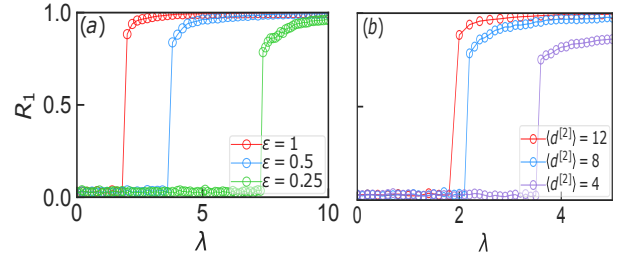 (a)
R₁
1.0
0.5
0.0
ε = 1
ε = 0.5
ε = 0.25
0 5 10
λ
(b)
⟨d^[2]⟩ = 12
⟨d^[2]⟩ = 8
⟨d^[2]⟩ = 4
0 2 4
λ